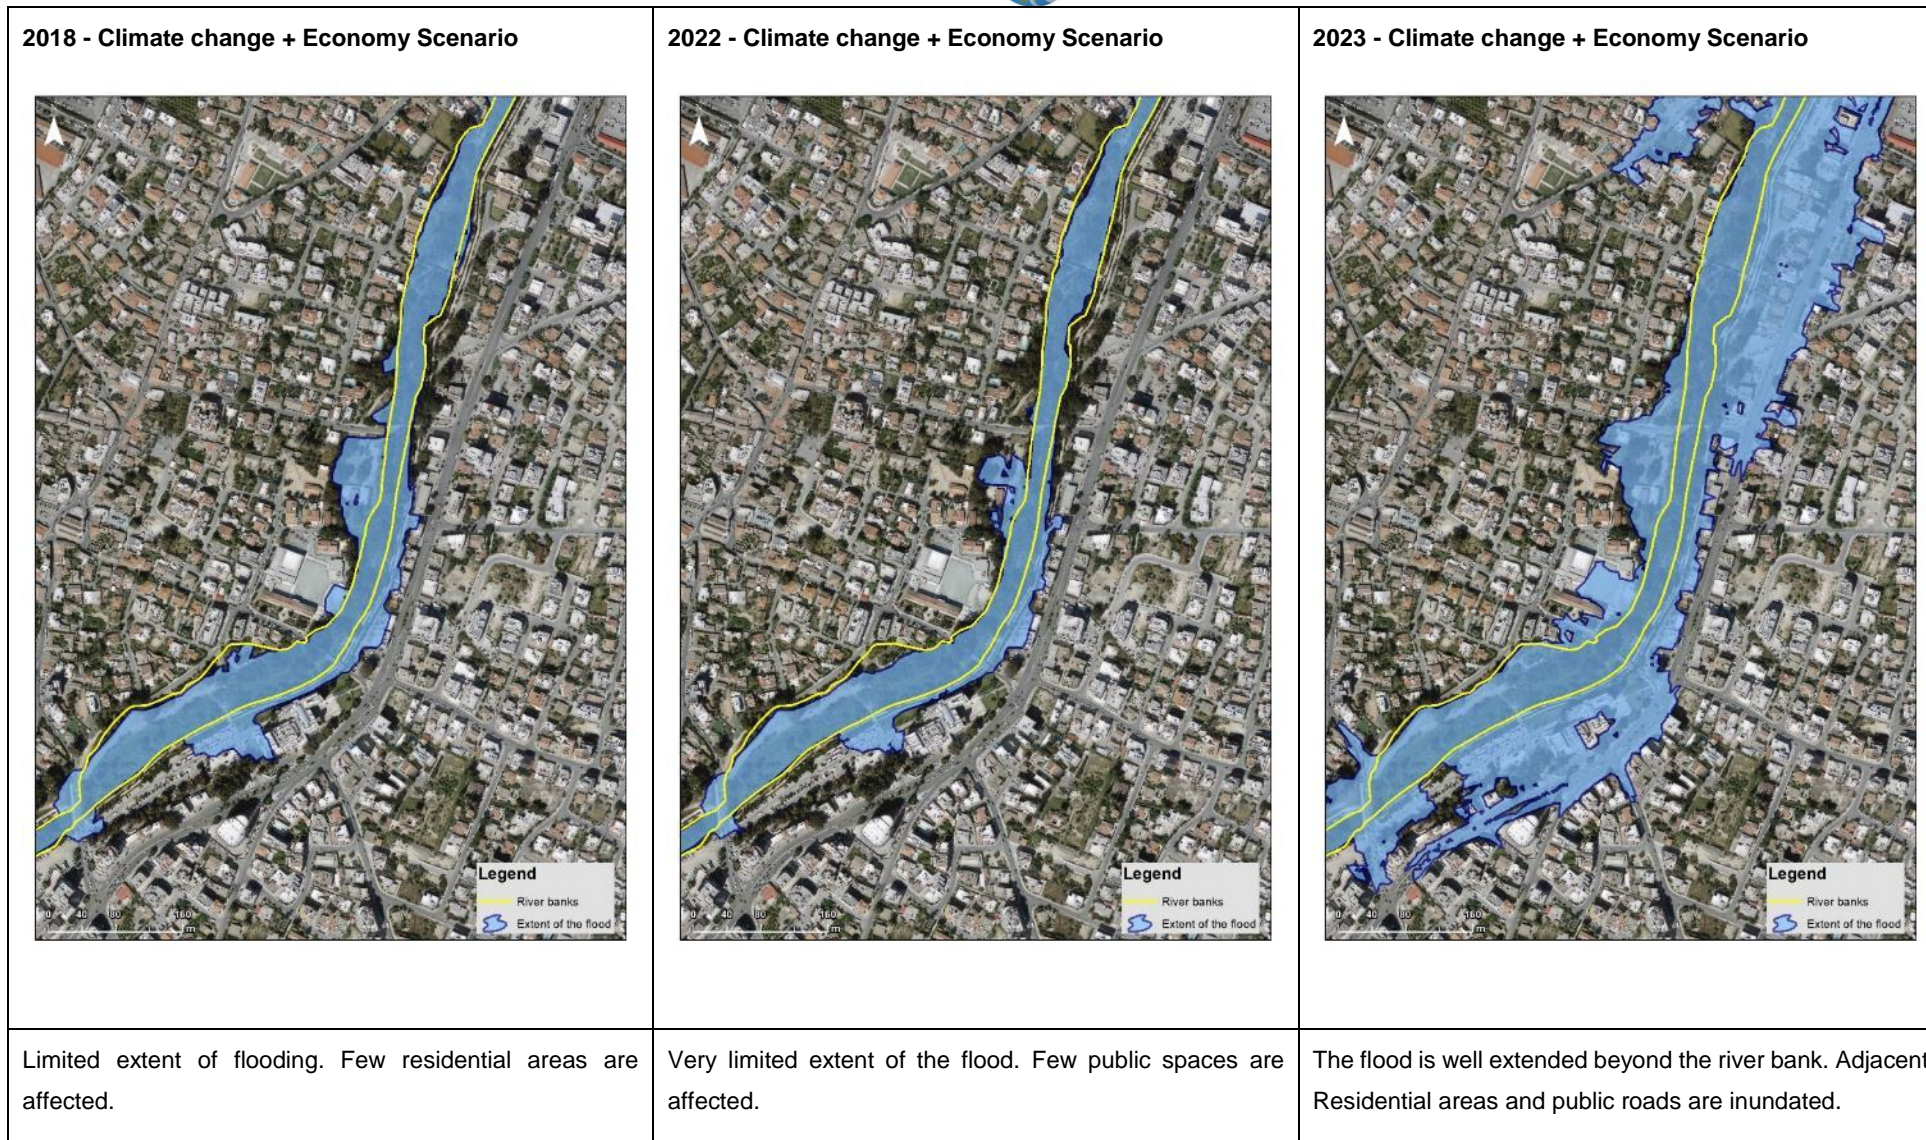 2018 - Climate change + Economy Scenario
2022 - Climate change + Economy Scenario
2023 - Climate change + Economy Scenario
Legend
River banks
Extent of the flood
0 40 80 160
m
Legend
River banks
Extent of the flood
0 40 80 160
m
Legend
River banks
Extent of the flood
0 40 80 160
m
Limited extent of flooding. Few residential areas are
affected.
Very limited extent of the flood. Few public spaces are
affected.
The flood is well extended beyond the river bank. Adjacent
Residential areas and public roads are inundated.